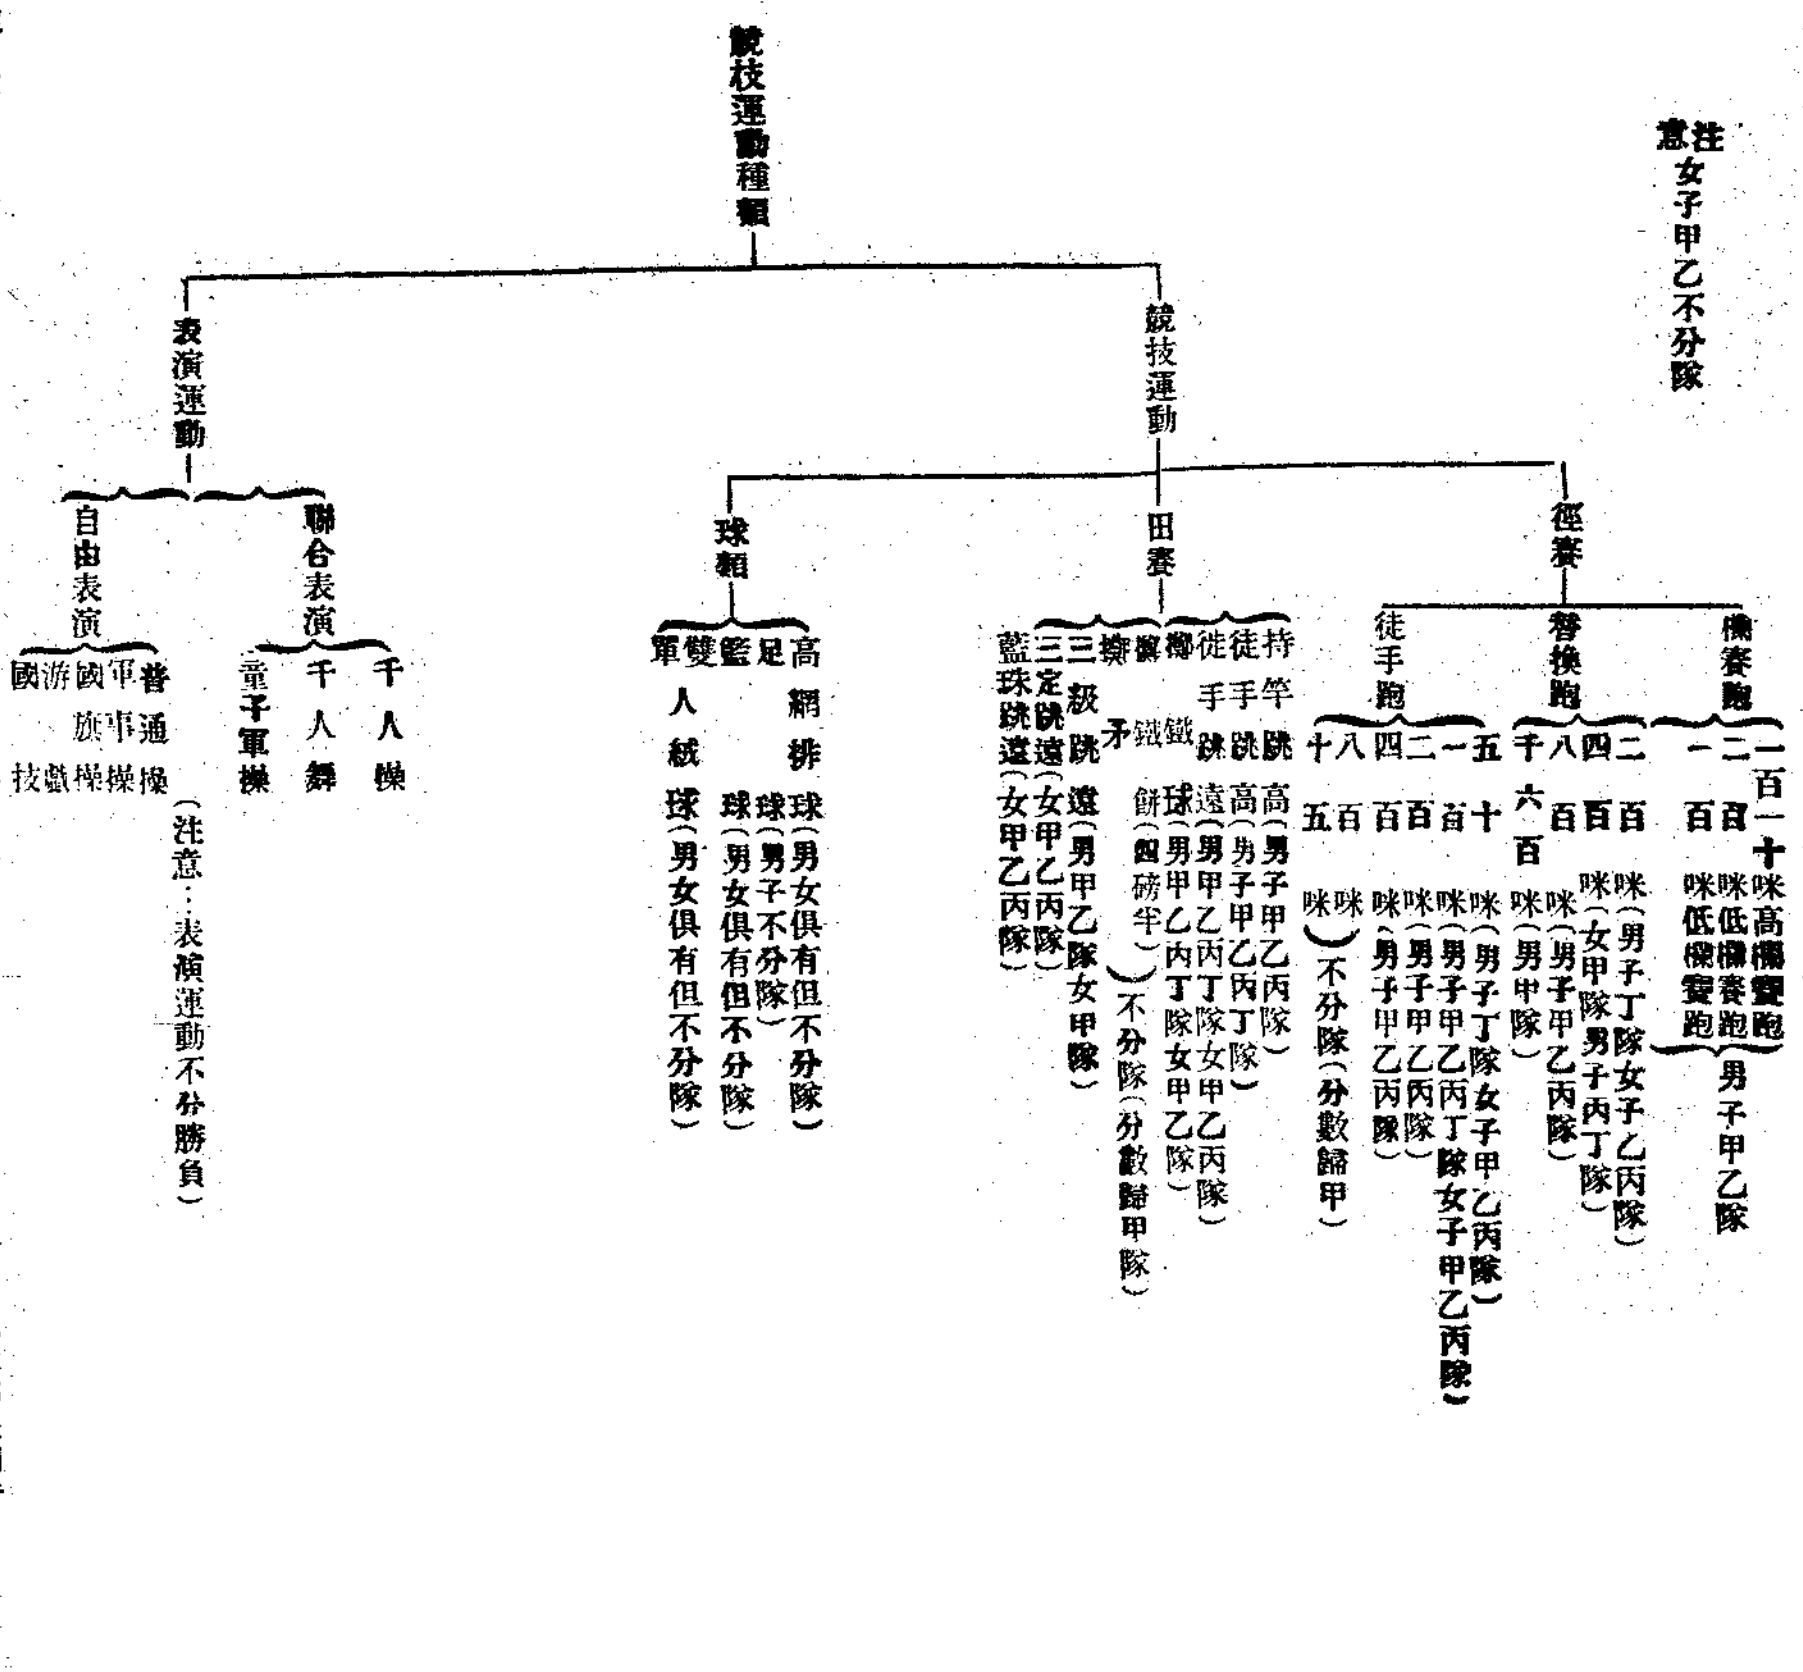 注意
女子甲乙不分隊
競技運動種類
競技運動
徑賽
欄賽跑
一百一十咪高欄賽跑
二百咪低欄賽跑
一百咪低欄賽跑
男子甲乙隊
替換跑
二百咪(男子丁隊女子乙丙隊)
四百咪(女甲隊男子丙丁隊)
八百咪(男子甲乙丙隊)
千六百咪(男甲隊)
徒手跑
五十咪(男子丁隊女子甲乙丙隊)
一百咪(男子甲乙丙丁隊女子甲乙丙隊)
二百咪(男子甲乙丙隊)
四百咪(男子甲乙丙隊)
八百咪
十五咪
不分隊(分數歸甲)
田賽
持竿跳高(男子甲乙丙隊)
徒手跳高(男子甲乙丙丁隊)
徙手跳遠(男甲乙丙丁隊女甲乙丙隊)
擲鐵球(男甲乙丙丁隊女甲乙隊)
擲鐵餅(四磅半)
擲矛
不分隊(分數歸甲隊)
三級跳遠(男甲乙隊女甲隊)
三定跳遠(女甲乙丙隊)
藍珠跳遠(女甲乙丙隊)
球類
高網排球(男女俱有但不分隊)
足球(男子不分隊)
籃球(男女俱有但不分隊)
雙單人絨球(男女俱有但不分隊)
表演運動
聯合表演
千人操
千人舞
童子軍操
自由表演
普通操
軍事操
國旗操
游戲
國技
(注意：表演運動不分勝負)